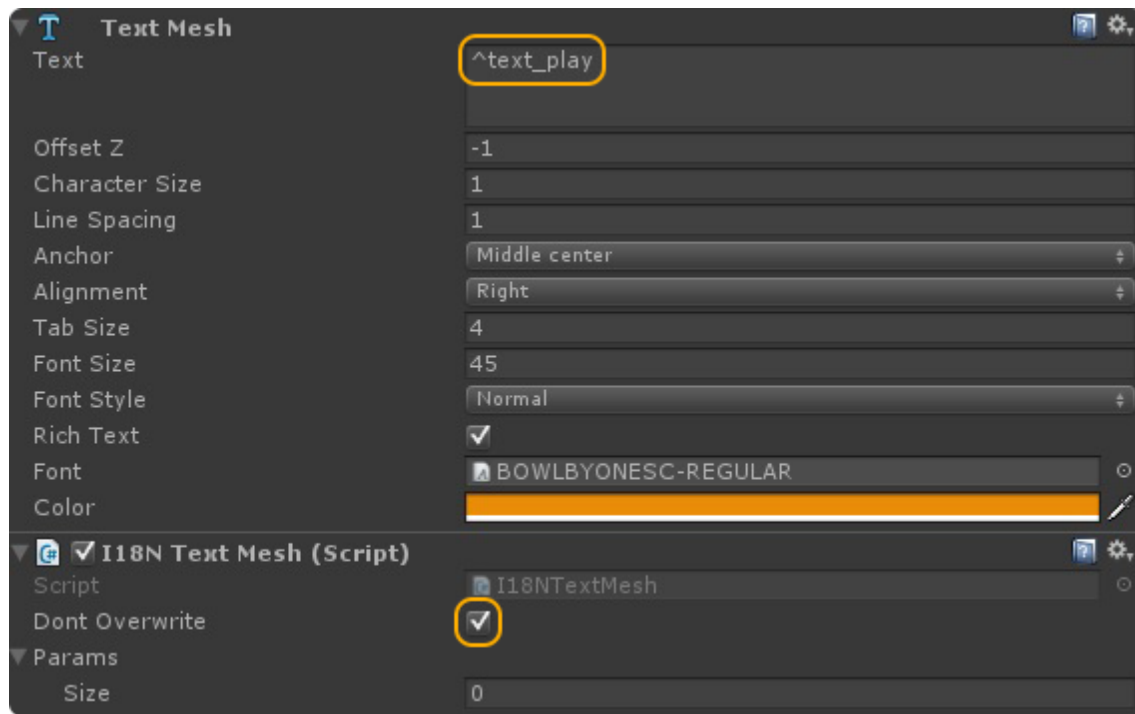 Text Mesh
Text ^text_play
Offset Z -1
Character Size 1
Line Spacing 1
Anchor Middle center
Alignment Right
Tab Size 4
Font Size 45
Font Style Normal
Rich Text
Font BOWLBYONESC-REGULAR
Color
I18N Text Mesh (Script)
Script I18NTextMesh
Dont Overwrite
Params
Size 0